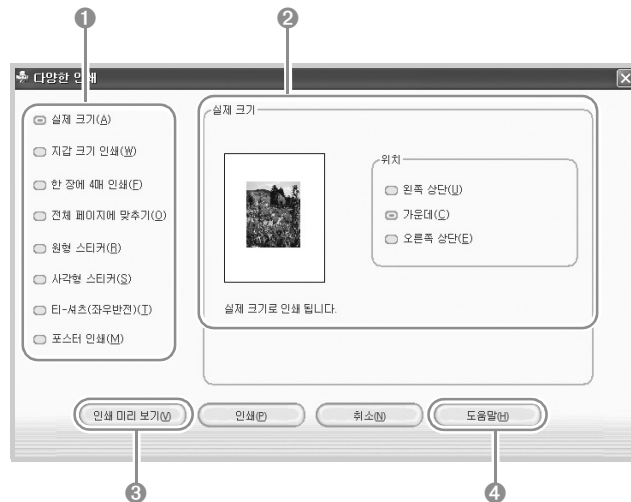 ❶ ❷
다양한 인쇄
실제 크기(A)
지갑 크기 인쇄(W)
한 장에 4매 인쇄(F)
전체 페이지에 맞추기(O)
원형 스티커(R)
사각형 스티커(S)
티-셔츠(좌우반전)(T)
포스터 인쇄(M)
실제 크기
위치
왼쪽 상단(U)
가운데(C)
오른쪽 상단(E)
실제 크기로 인쇄 됩니다.
인쇄 미리 보기(V) 인쇄(P) 취소(N) 도움말(H)
❸ ❹